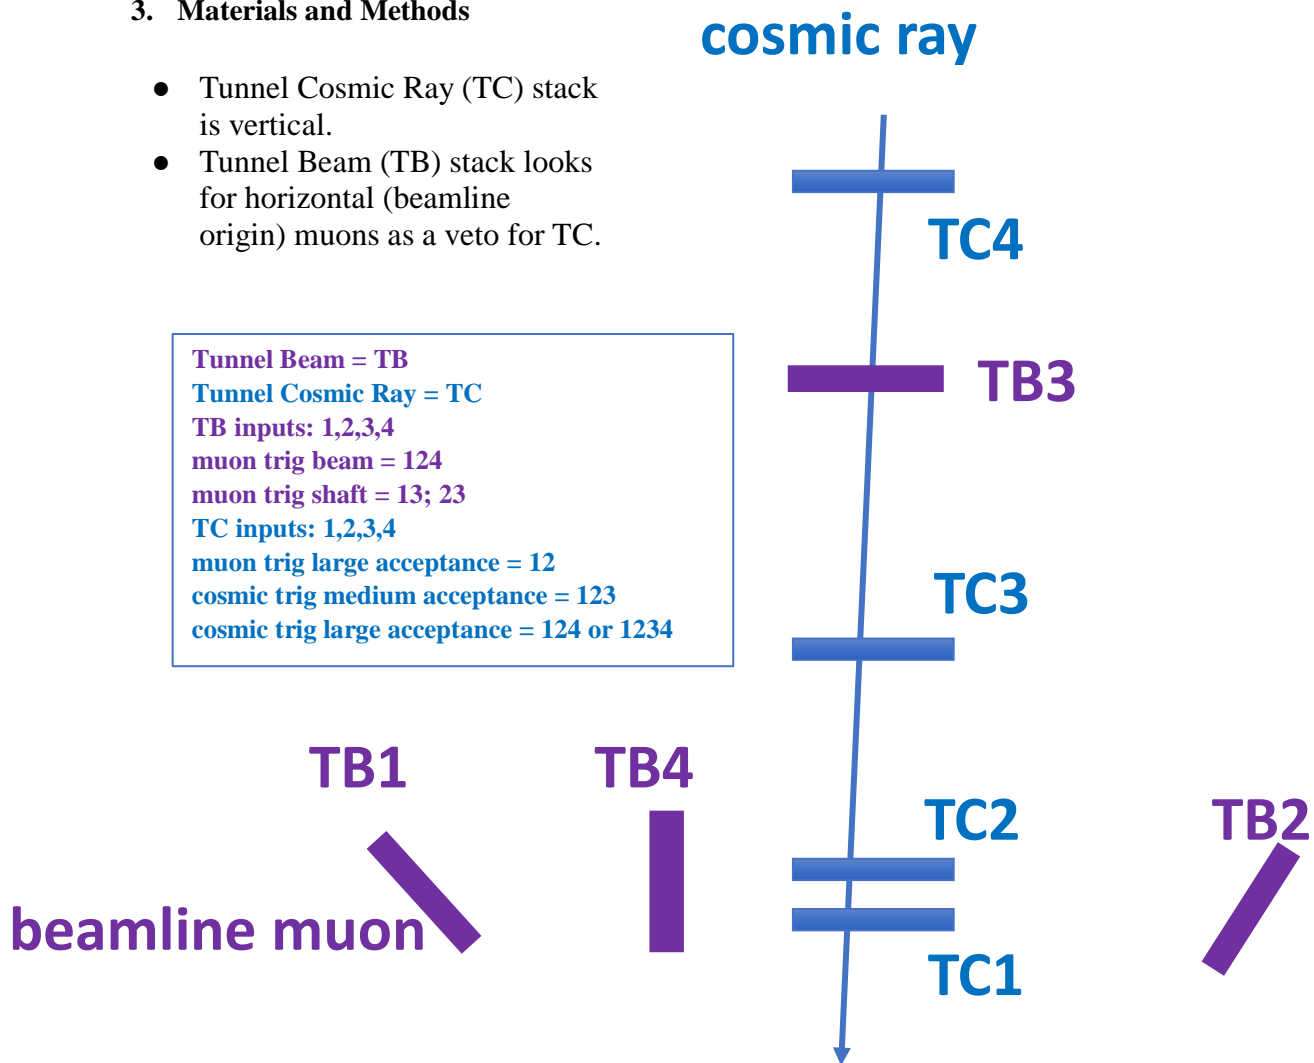 3. Materials and Methods
● Tunnel Cosmic Ray (TC) stack
is vertical.
● Tunnel Beam (TB) stack looks
for horizontal (beamline
origin) muons as a veto for TC.
cosmic ray
TC4
TB3
Tunnel Beam = TB
Tunnel Cosmic Ray = TC
TB inputs: 1,2,3,4
muon trig beam = 124
muon trig shaft = 13; 23
TC inputs: 1,2,3,4
muon trig large acceptance = 12
cosmic trig medium acceptance = 123
cosmic trig large acceptance = 124 or 1234
TC3
TB1
TB4
TC2
TB2
beamline muon
TC1